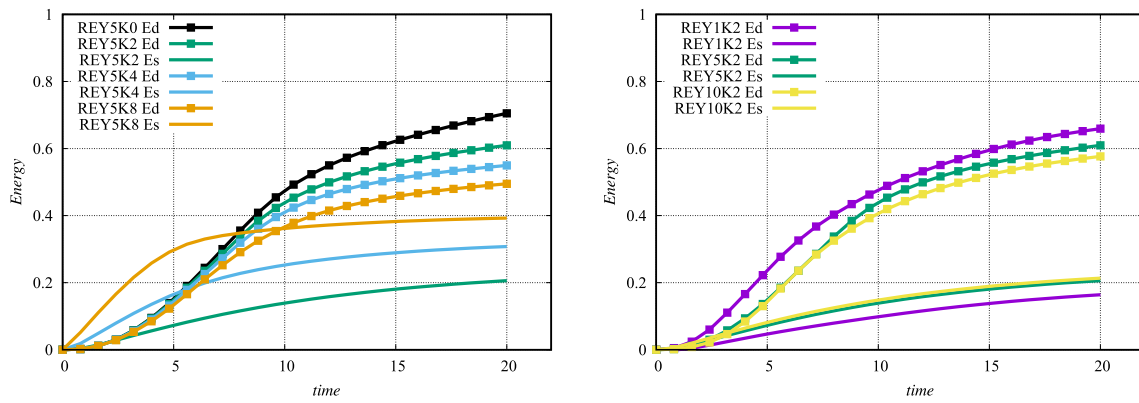 1
0.8
0.6
0.4
0.2
0
Energy
REY5K0 Ed
REY5K2 Ed
REY5K2 Es
REY5K4 Ed
REY5K4 Es
REY5K8 Ed
REY5K8 Es
0 5 10 15 20
time
1
0.8
0.6
0.4
0.2
0
Energy
REY1K2 Ed
REY1K2 Es
REY5K2 Ed
REY5K2 Es
REY10K2 Ed
REY10K2 Es
0 5 10 15 20
time